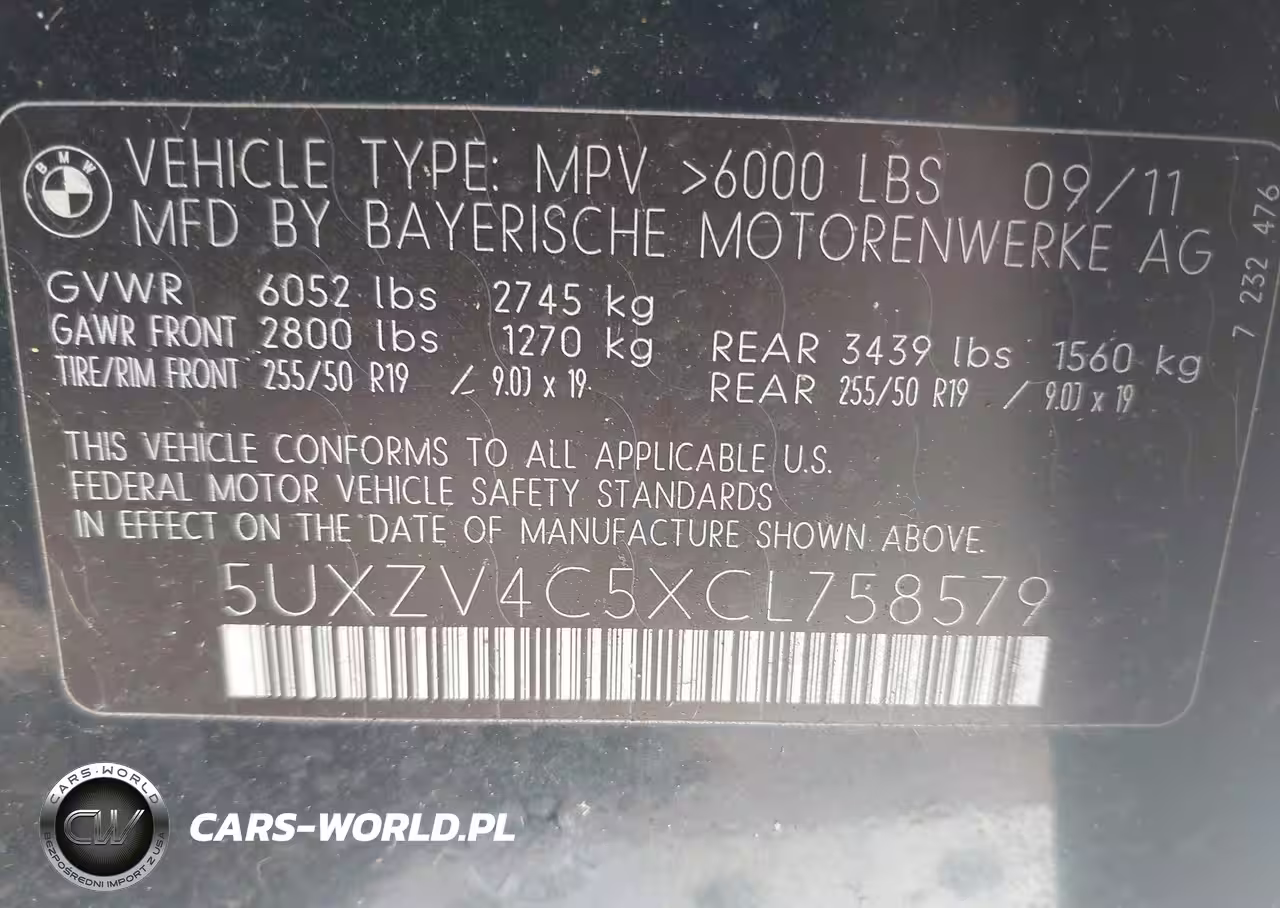 BMW
VEHICLE TYPE: MPV >6000 LBS 09/11
MFD BY BAYERISCHE MOTORENWERKE AG
GVWR 6052 lbs 2745 kg
GAWR FRONT 2800 lbs 1270 kg REAR 3439 lbs 1560 kg
TIRE/RIM FRONT 255/50 R19 / 9.0J x 19 REAR 255/50 R19 / 9.0J x 19
7 232 476
THIS VEHICLE CONFORMS TO ALL APPLICABLE U.S.
FEDERAL MOTOR VEHICLE SAFETY STANDARDS
IN EFFECT ON THE DATE OF MANUFACTURE SHOWN ABOVE.
5UXZV4C5XCL758579
CARS-WORLD
CW
BEZPOŚREDNI IMPORT Z USA
CARS-WORLD.PL